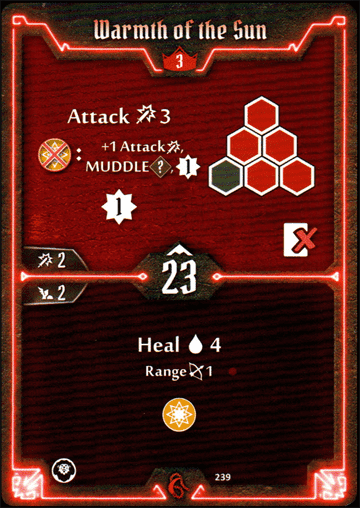 Warmth of the Sun
3
Attack 3
: +1 Attack,
MUDDLE ?, 1
1
2
23
2
Heal 4
Range 1
239